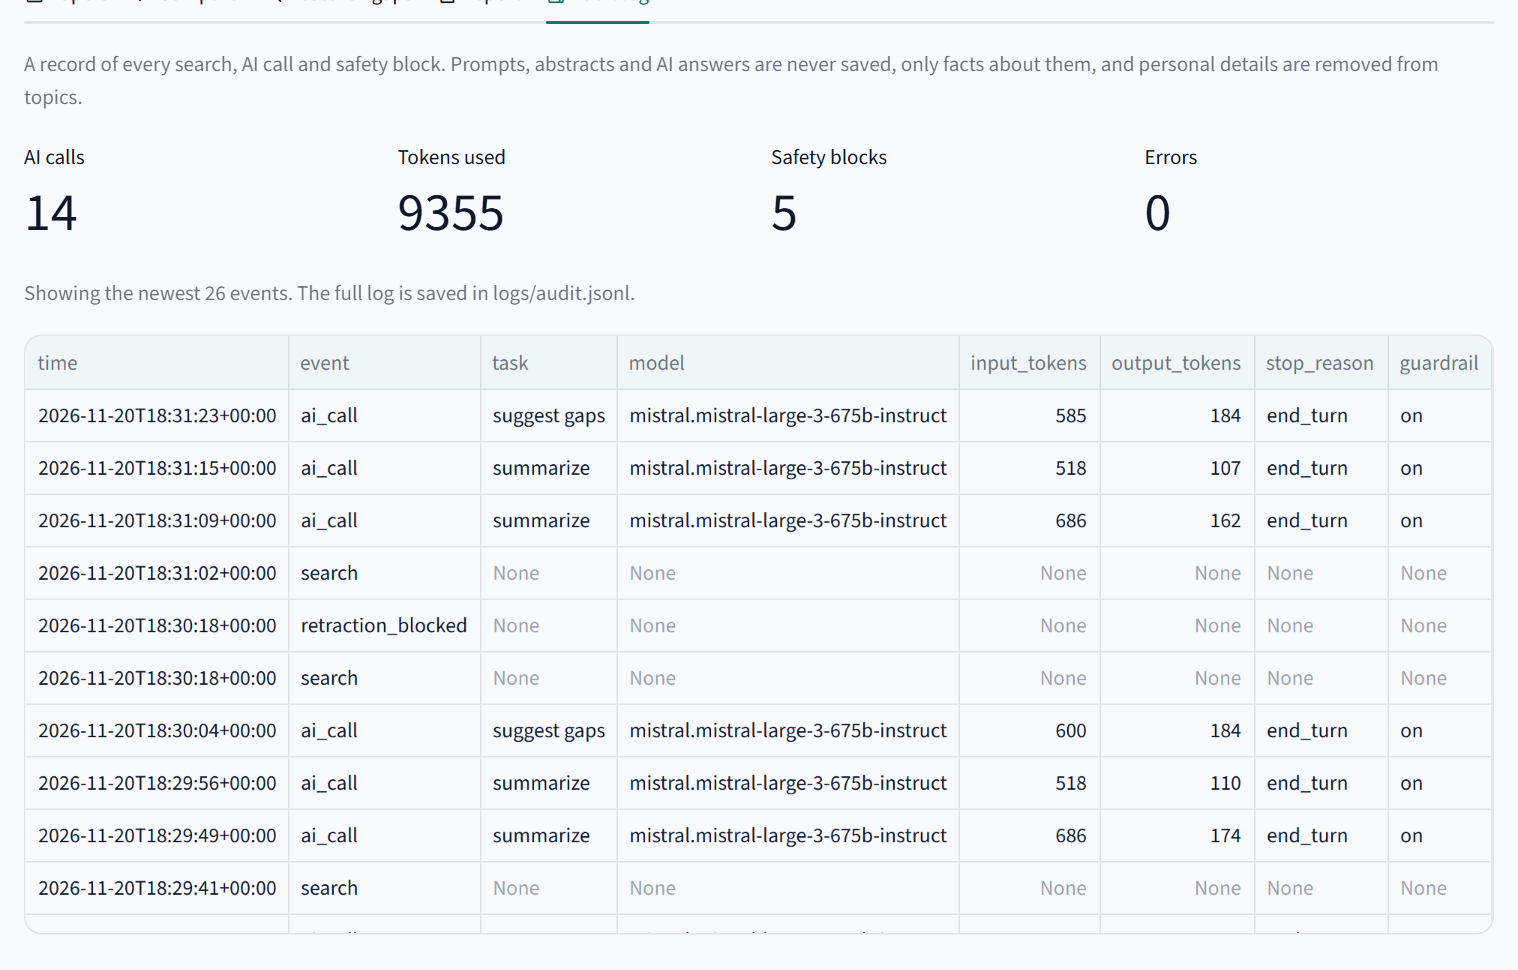 A record of every search, AI call and safety block. Prompts, abstracts and AI answers are never saved, only facts about them, and personal details are removed from
topics.
AI calls Tokens used Safety blocks Errors
14 9355 5 0
Showing the newest 26 events. The full log is saved in logs/audit.jsonl.
time event task model input_tokens output_tokens stop_reason guardrail
2026-11-20T18:31:23+00:00 ai_call suggest gaps mistral.mistral-large-3-675b-instruct 585 184 end_turn on
2026-11-20T18:31:15+00:00 ai_call summarize mistral.mistral-large-3-675b-instruct 518 107 end_turn on
2026-11-20T18:31:09+00:00 ai_call summarize mistral.mistral-large-3-675b-instruct 686 162 end_turn on
2026-11-20T18:31:02+00:00 search None None None None None None
2026-11-20T18:30:18+00:00 retraction_blocked None None None None None None
2026-11-20T18:30:18+00:00 search None None None None None None
2026-11-20T18:30:04+00:00 ai_call suggest gaps mistral.mistral-large-3-675b-instruct 600 184 end_turn on
2026-11-20T18:29:56+00:00 ai_call summarize mistral.mistral-large-3-675b-instruct 518 110 end_turn on
2026-11-20T18:29:49+00:00 ai_call summarize mistral.mistral-large-3-675b-instruct 686 174 end_turn on
2026-11-20T18:29:41+00:00 search None None None None None None